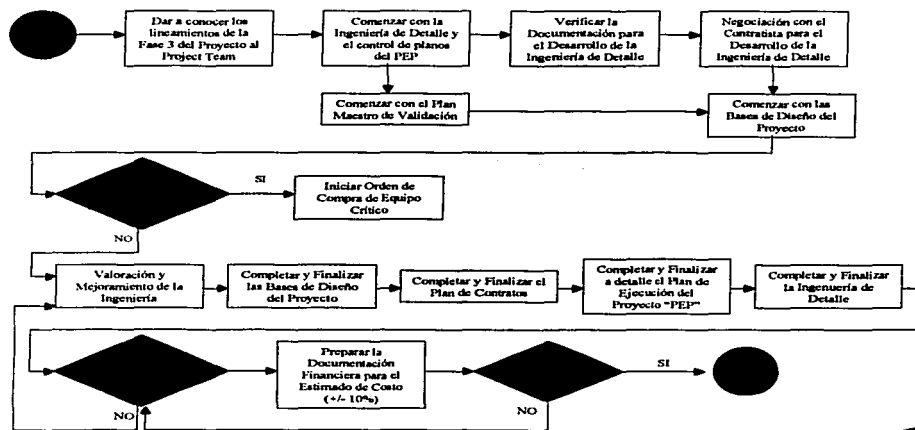 Dar a conocer los
lineamientos de la
Fase 3 del Proyecto al
Project Team
Comenzar con la
Ingeniería de Detalle y
el control de planos
del PEP
Verificar la
Documentación para
el Desarrollo de la
Ingeniería de Detalle
Negociación con el
Contratista para el
Desarrollo de la
Ingeniería de Detalle
Comenzar con el Plan
Maestro de Validación
Comenzar con las
Bases de Diseño del
Proyecto
SI
Iniciar Orden de
Compra de Equipo
Crítico
NO
Valoración y
Mejoramiento de la
Ingeniería
Completar y Finalizar
las Bases de Diseño
del Proyecto
Completar y Finalizar el
Plan de Contratos
Completar y Finalizar
a detalle el Plan de
Ejecución del
Proyecto "PEP"
Completar y Finalizar
la Ingenuería de
Detalle
Preparar la
Documentación
Financiera para el
Estimado de Costo
(+/- 10%)
SI
NO
NO